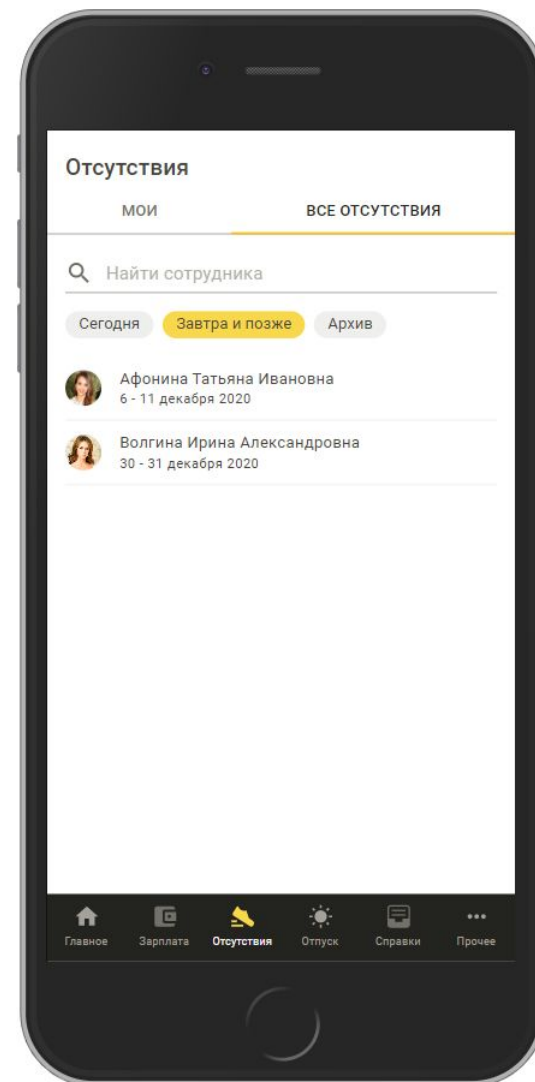 Отсутствия
МОИ ВСЕ ОТСУТСТВИЯ
Найти сотрудника
Сегодня Завтра и позже Архив
Афонина Татьяна Ивановна
6 - 11 декабря 2020
Волгина Ирина Александровна
30 - 31 декабря 2020
Главное Зарплата Отсутствия Отпуск Справки Прочее